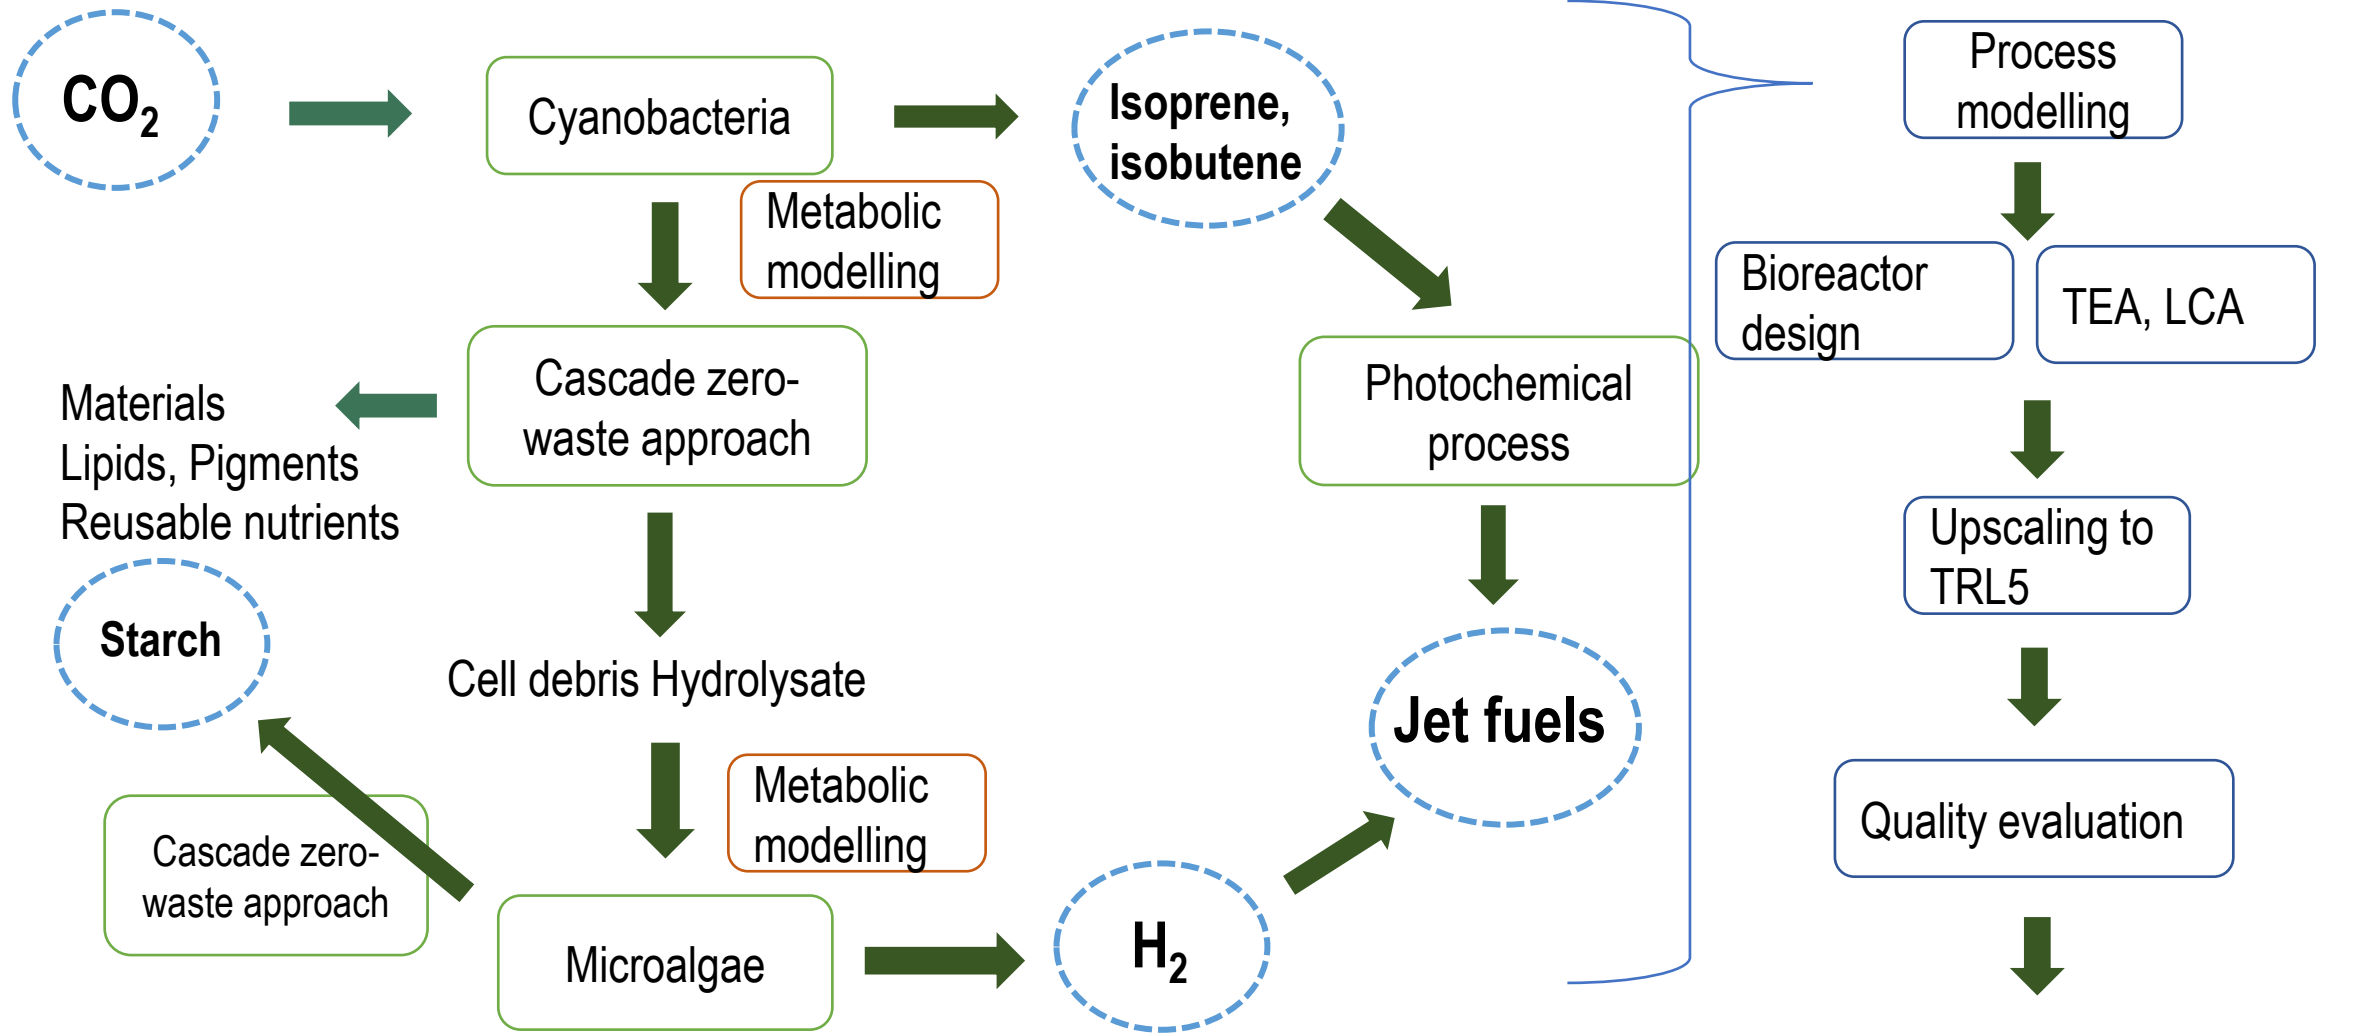 CO₂
Cyanobacteria
Isoprene,
isobutene
Metabolic
modelling
Cascade zero-
waste approach
Materials
Lipids, Pigments
Reusable nutrients
Photochemical
process
Starch
Cell debris Hydrolysate
Jet fuels
Metabolic
modelling
Cascade zero-
waste approach
Microalgae
H₂
Process
modelling
Bioreactor
design
TEA, LCA
Upscaling to
TRL5
Quality evaluation